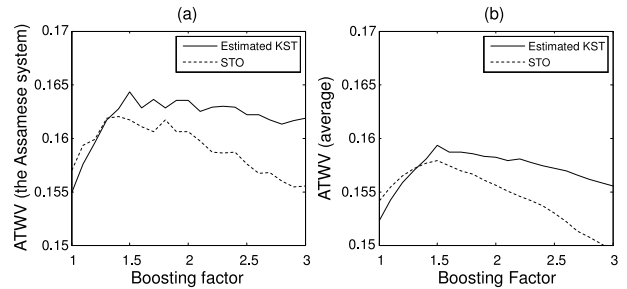 (a)
ATWV (the Assamese system)
0.17
0.165
0.16
0.155
0.15
Estimated KST
STO
1
1.5
2
2.5
3
Boosting factor
(b)
ATWV (average)
0.17
0.165
0.16
0.155
0.15
Estimated KST
STO
1
1.5
2
2.5
3
Boosting Factor